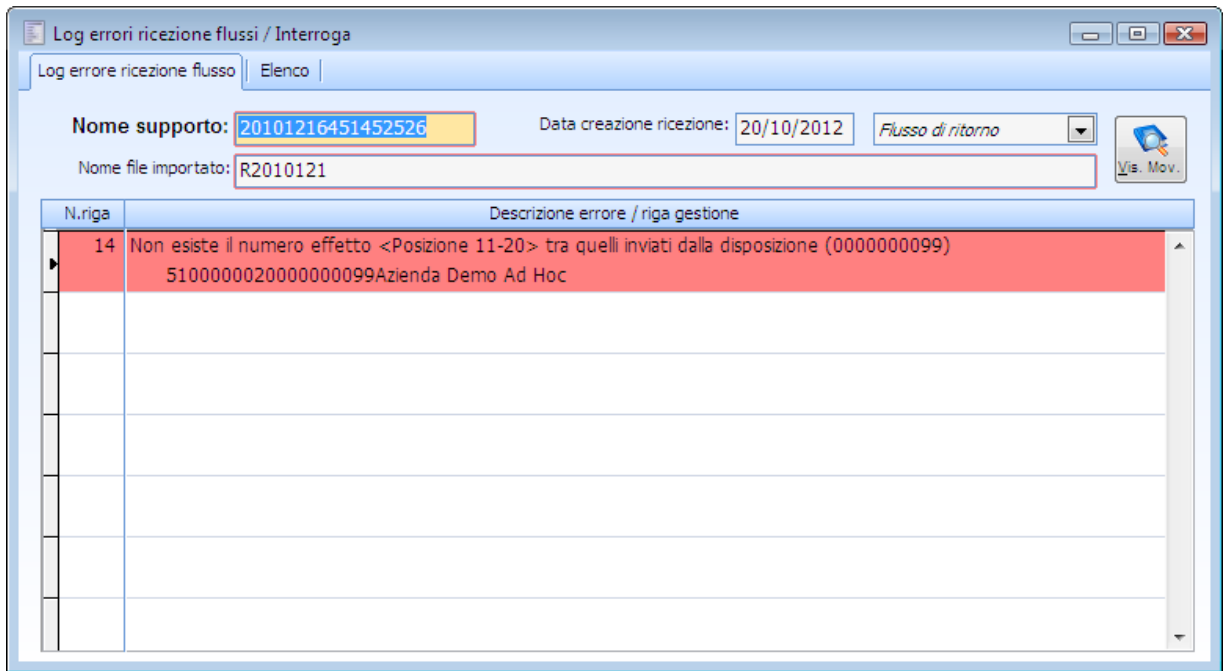 Log errori ricezione flussi / Interroga
Log errore ricezione flusso Elenco
Nome supporto: 20101216451452526 Data creazione ricezione: 20/10/2012 Flusso di ritorno
Nome file importato: R2010121 Vis. Mov.
N.riga Descrizione errore / riga gestione
14 Non esiste il numero effetto <Posizione 11-20> tra quelli inviati dalla disposizione (0000000099)
5100000020000000099Azienda Demo Ad Hoc